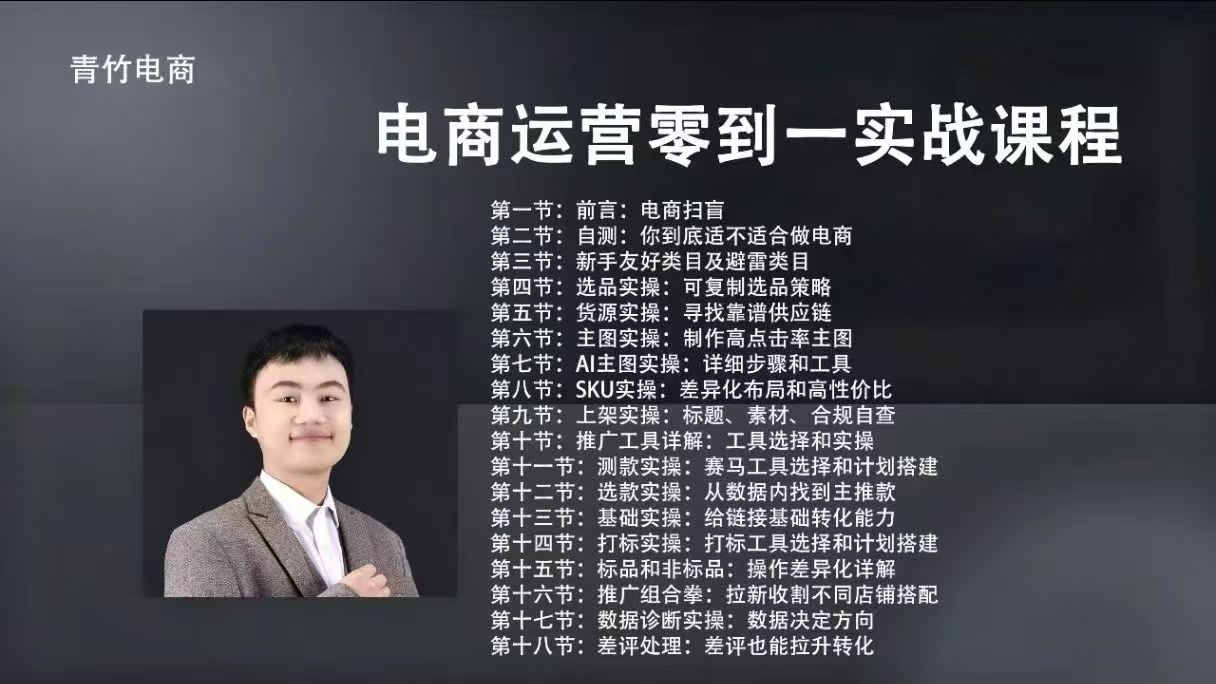 青竹电商
电商运营零到一实战课程
第一节：前言：电商扫盲
第二节：自测：你到底适不适合做电商
第三节：新手友好类目及避雷类目
第四节：选品实操：可复制选品策略
第五节：货源实操：寻找靠谱供应链
第六节：主图实操：制作高点击率主图
第七节：AI主图实操：详细步骤和工具
第八节：SKU实操：差异化布局和高性价比
第九节：上架实操：标题、素材、合规自查
第十节：推广工具详解：工具选择和实操
第十一节：测款实操：赛马工具选择和计划搭建
第十二节：选款实操：从数据内找到主推款
第十三节：基础实操：给链接基础转化能力
第十四节：打标实操：打标工具选择和计划搭建
第十五节：标品和非标品：操作差异化详解
第十六节：推广组合拳：拉新收割不同店铺搭配
第十七节：数据诊断实操：数据决定方向
第十八节：差评处理：差评也能拉升转化